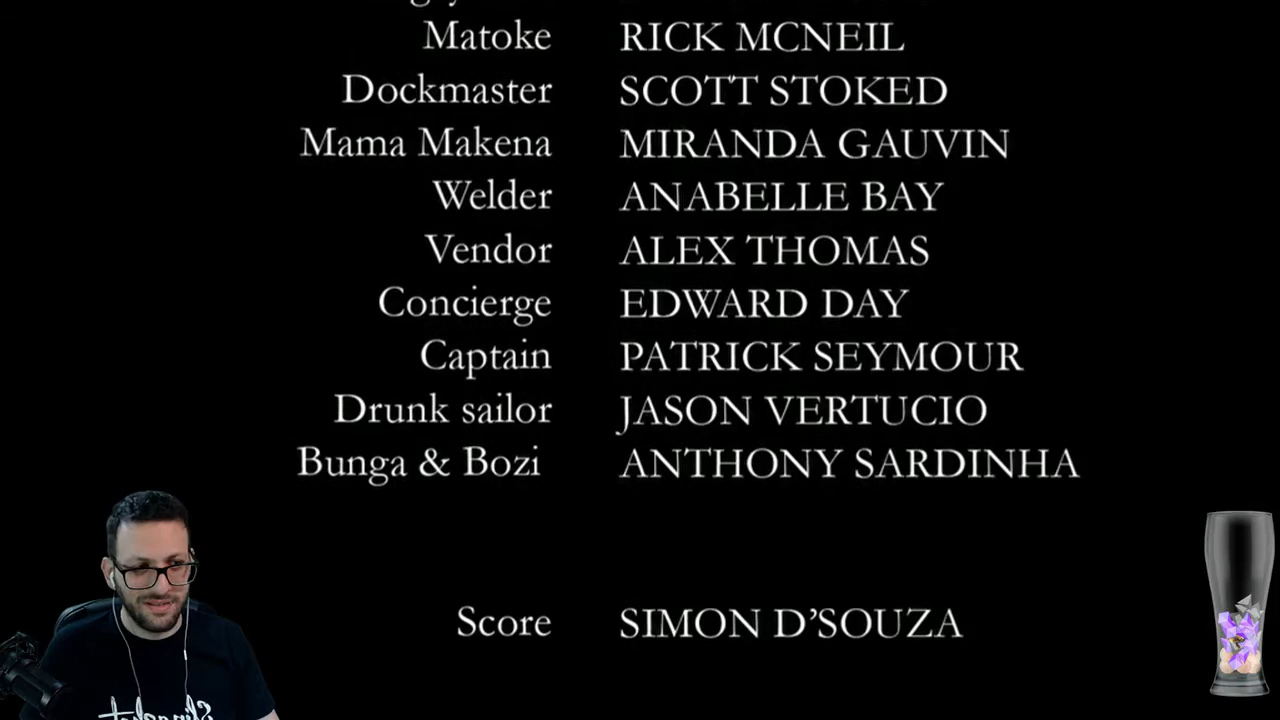 Matoke RICK MCNEIL
Dockmaster SCOTT STOKED
Mama Makena MIRANDA GAUVIN
Welder ANABELLE BAY
Vendor ALEX THOMAS
Concierge EDWARD DAY
Captain PATRICK SEYMOUR
Drunk sailor JASON VERTUCIO
Bunga & Bozi ANTHONY SARDINHA
Score SIMON D’SOUZA